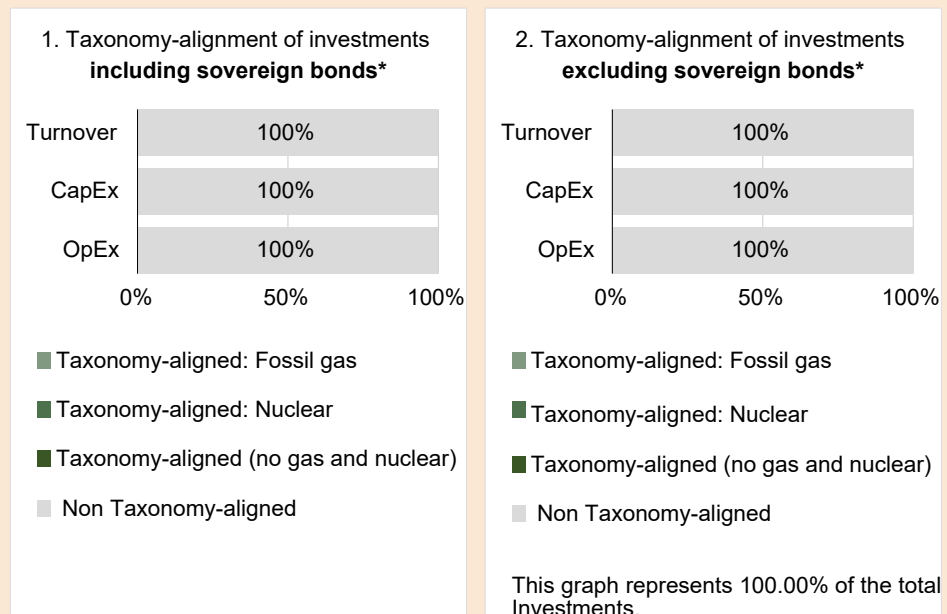 1. Taxonomy-alignment of investments
including sovereign bonds*
Turnover 100%
CapEx 100%
OpEx 100%
0% 50% 100%
Taxonomy-aligned: Fossil gas
Taxonomy-aligned: Nuclear
Taxonomy-aligned (no gas and nuclear)
Non Taxonomy-aligned
2. Taxonomy-alignment of investments
excluding sovereign bonds*
Turnover 100%
CapEx 100%
OpEx 100%
0% 50% 100%
Taxonomy-aligned: Fossil gas
Taxonomy-aligned: Nuclear
Taxonomy-aligned (no gas and nuclear)
Non Taxonomy-aligned
This graph represents 100.00% of the total
Investments.